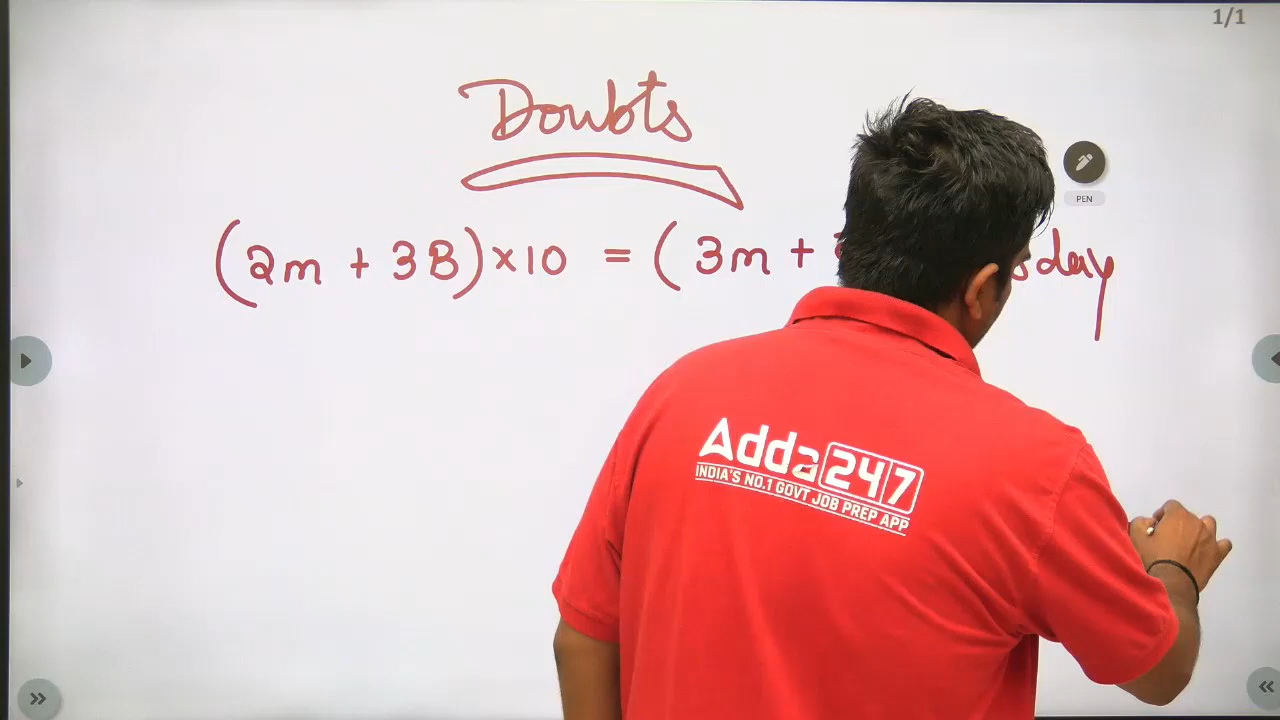 1/1
Doubts
PEN
(2m + 3B) × 10 = (3m + day
Adda247
INDIA'S NO.1 GOVT JOB PREP APP